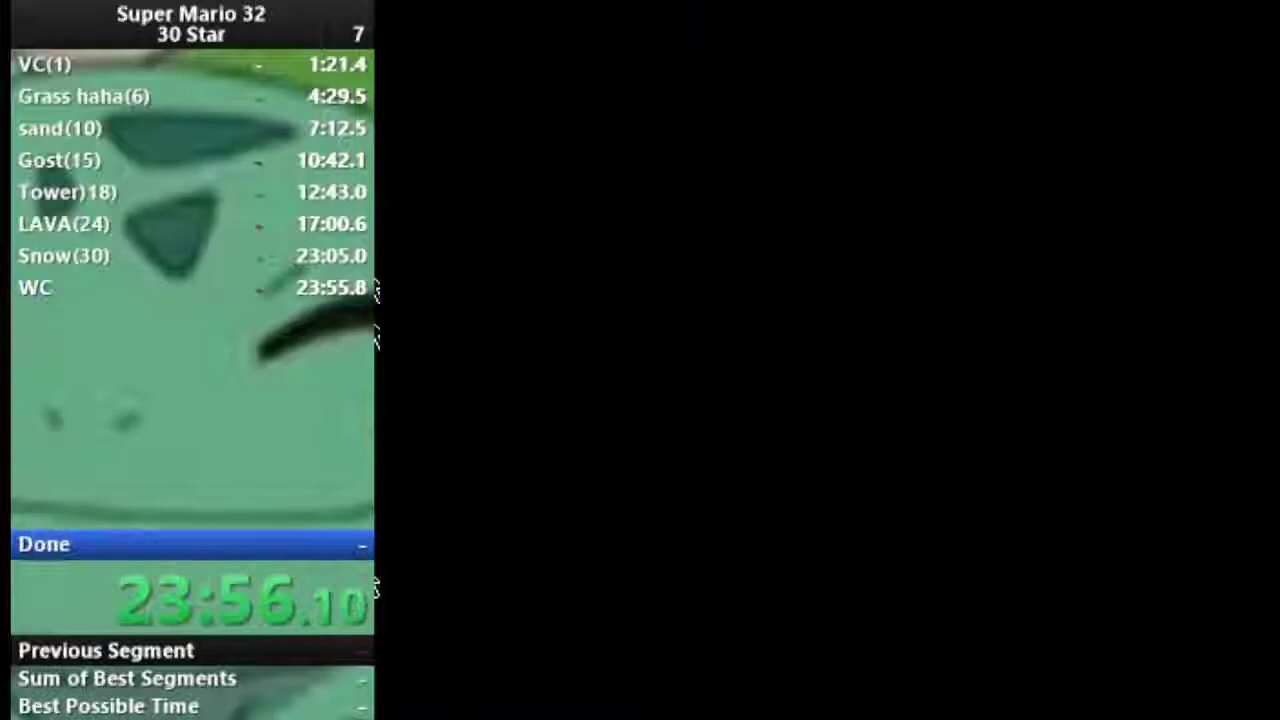 Super Mario 32
30 Star 7
VC(1) - 1:21.4
Grass haha(6) - 4:29.5
sand(10) - 7:12.5
Gost(15) - 10:42.1
Tower)18) - 12:43.0
LAVA(24) - 17:00.6
Snow(30) - 23:05.0
WC - 23:55.8
Done -
23:56.10
Previous Segment -
Sum of Best Segments -
Best Possible Time -